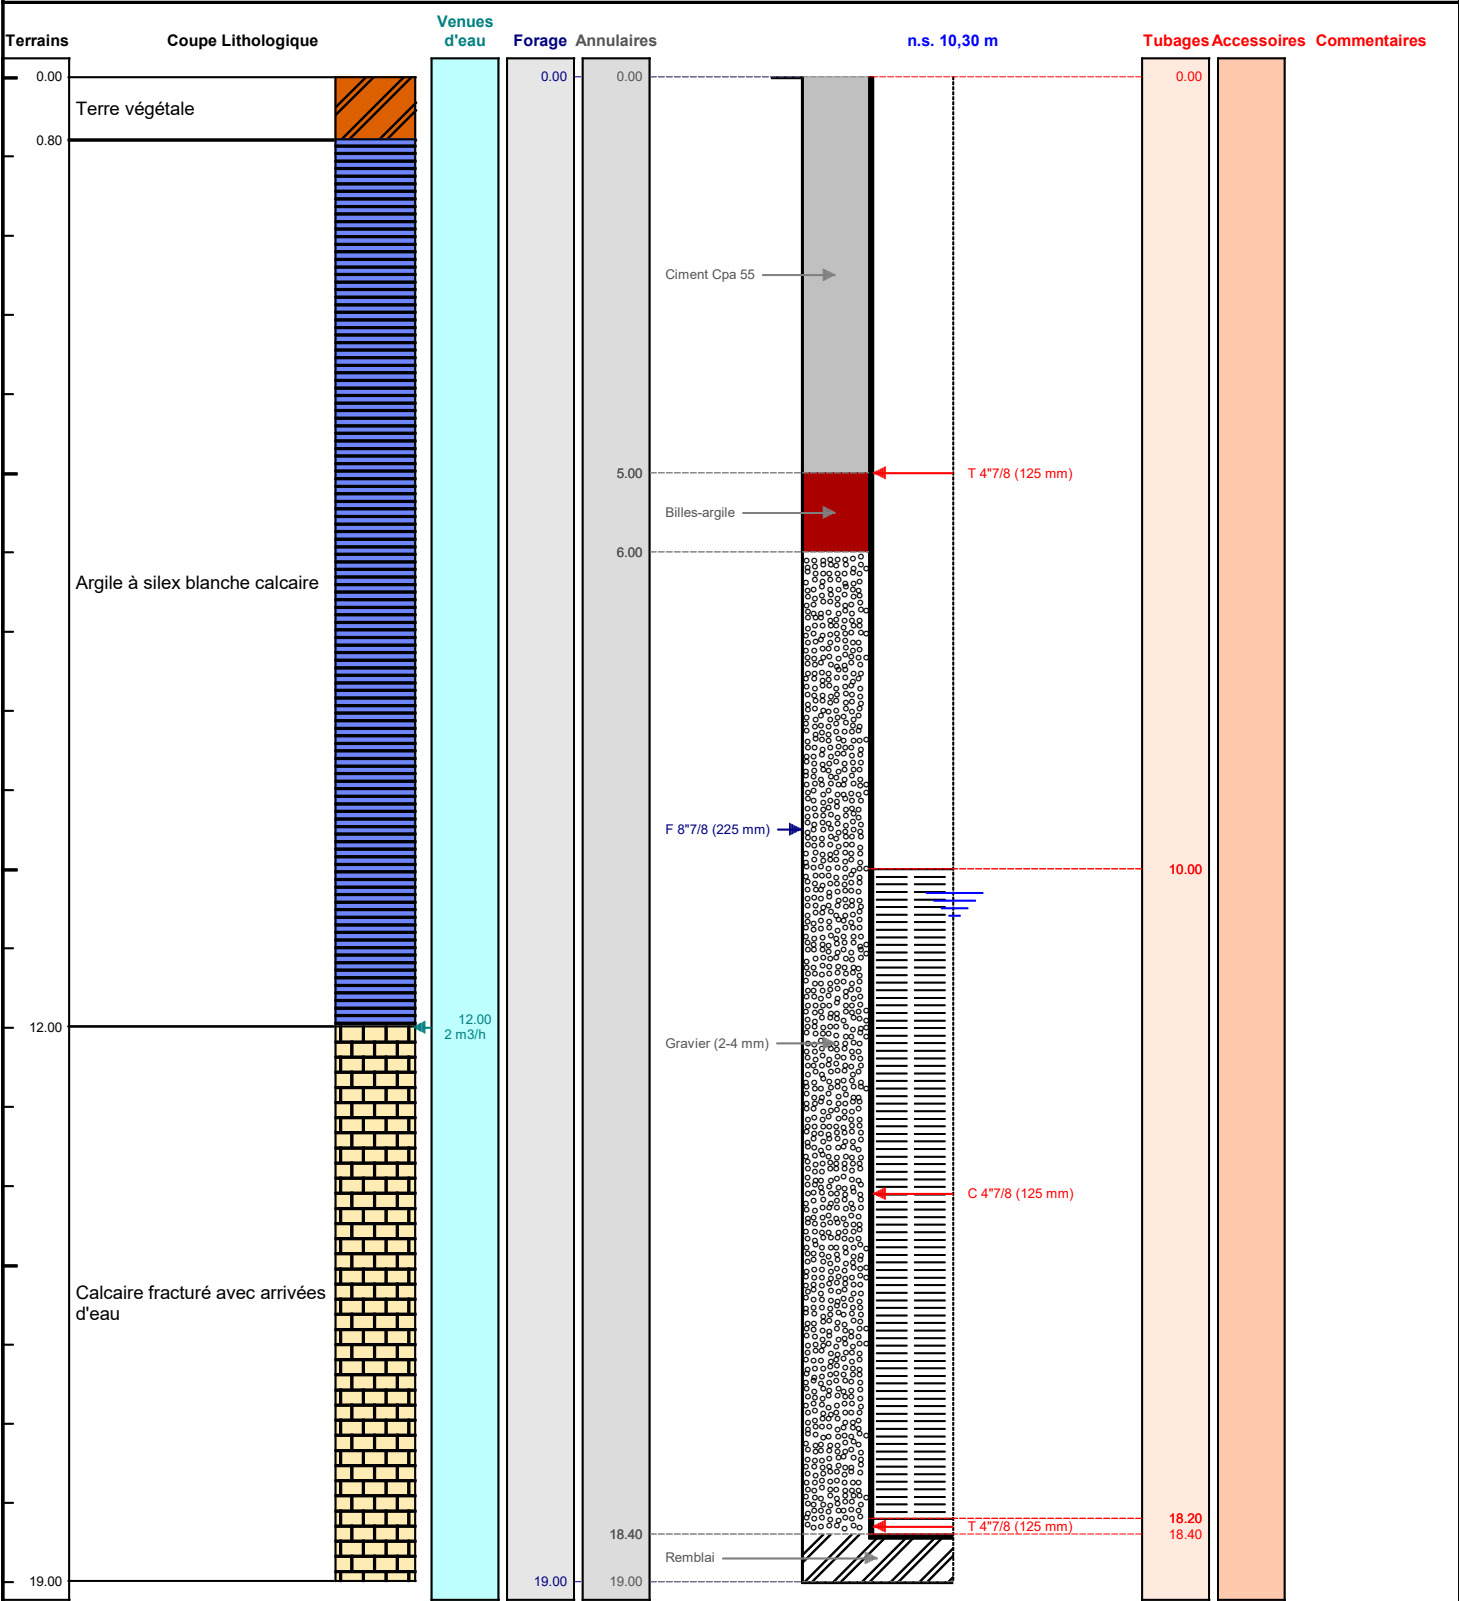 Terrains
Coupe Lithologique
Venues
d'eau
Forage
Annulaires
n.s. 10,30 m
Tubages
Accessoires
Commentaires
0.00
0.00
0.00
0.00
Terre végétale
0.80
Ciment Cpa 55
5.00
T 4"7/8 (125 mm)
Billes-argile
6.00
Argile à silex blanche calcaire
F 8"7/8 (225 mm)
10.00
12.00
12.00
2 m3/h
Gravier (2-4 mm)
C 4"7/8 (125 mm)
Calcaire fracturé avec arrivées
d'eau
18.20
T 4"7/8 (125 mm)
18.40
18.40
Remblai
19.00
19.00
19.00